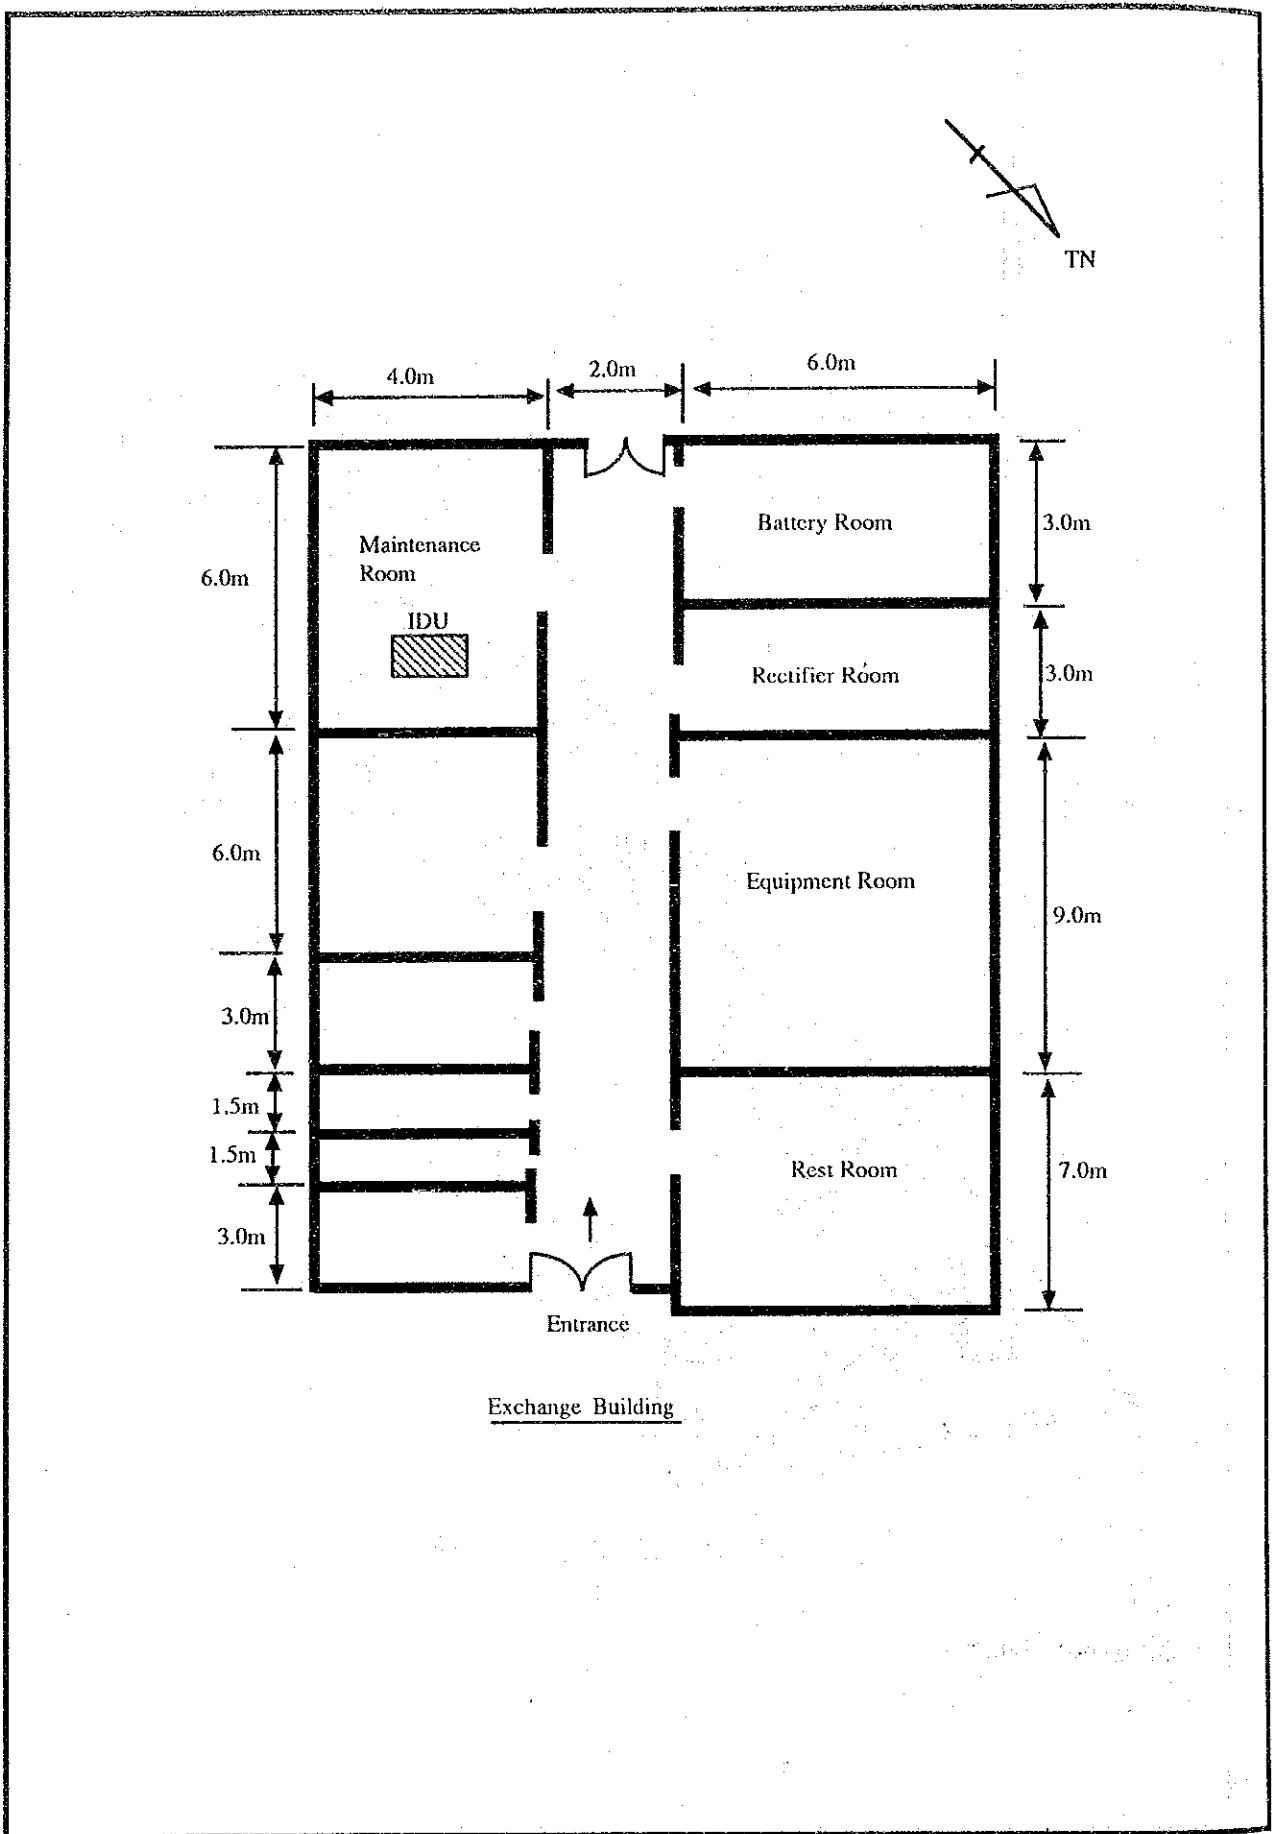 TN
4.0m
2.0m
6.0m
6.0m
Maintenance
Room
IDU
Battery Room
3.0m
Rectifier Room
3.0m
6.0m
Equipment Room
9.0m
3.0m
1.5m
1.5m
Rest Room
7.0m
3.0m
Entrance
Exchange Building